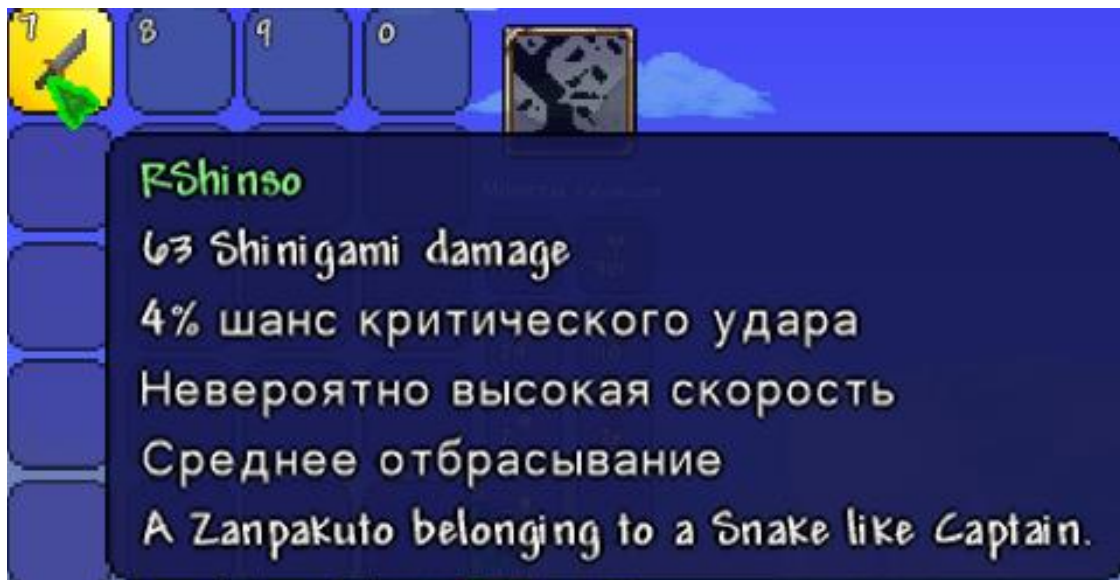 7 8 9 0
RShinso
63 Shinigami damage
4% шанс критического удара
Невероятно высокая скорость
Среднее отбрасывание
A Zanpakuto belonging to a Snake like Captain.